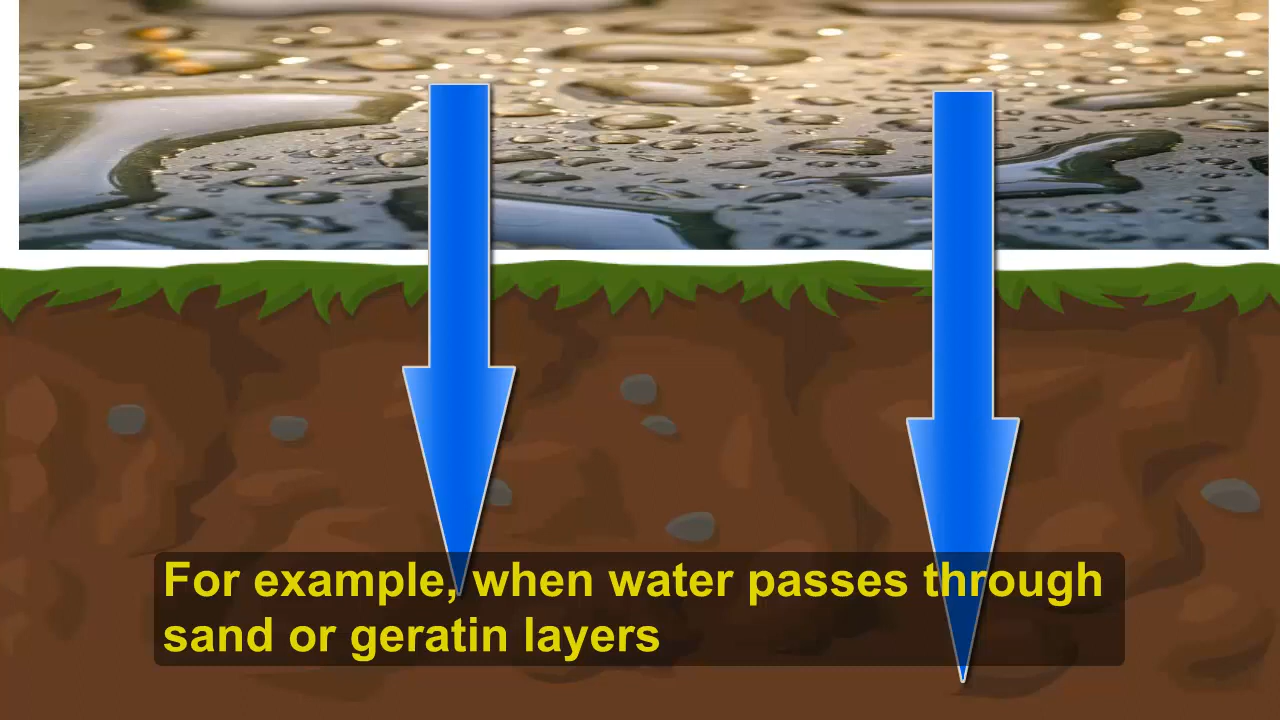 For example, when water passes through
sand or geratin layers